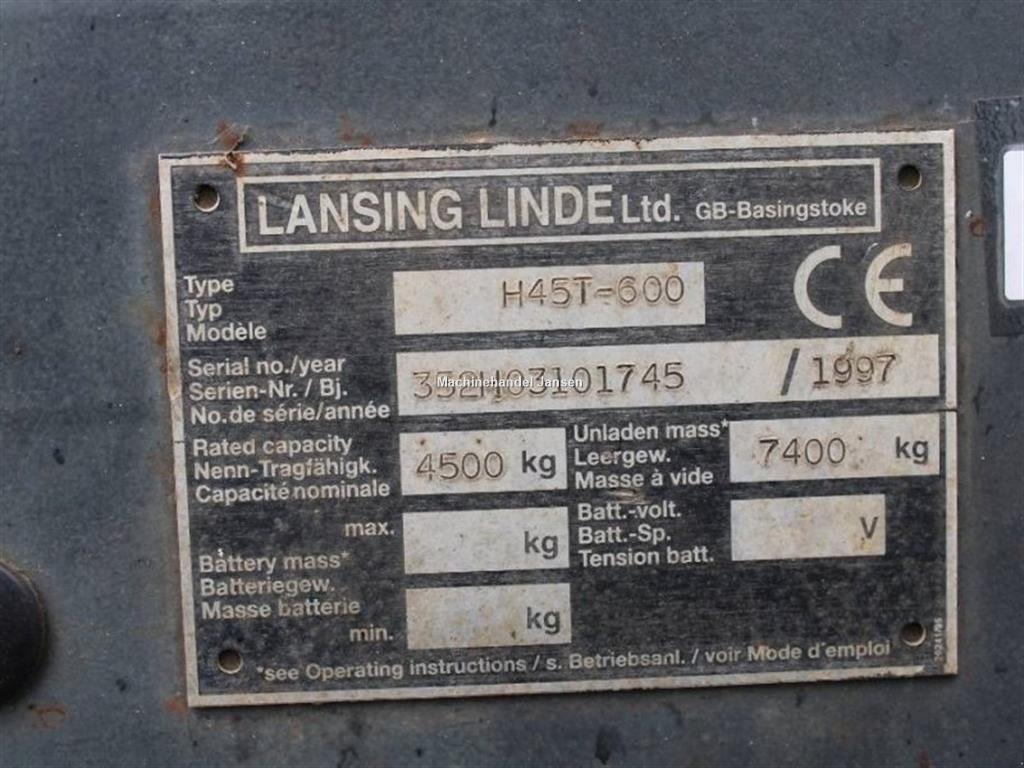 LANSING LINDE Ltd. GB-Basingstoke
CE
Type
Typ
Modèle
H45T-600
Serial no./year
Serien-Nr./ Bj.
No.de série/année
352H03101745 / 1997
Machinehandel Jansen
Rated capacity
Nenn-Tragfähigk.
Capacité nominale
4500 kg
Unladen mass*
Leergew.
Masse à vide
7400 kg
max.
kg
Battery mass*
Batteriegew.
Masse batterie
min.
kg
Batt.-volt.
Batt.-Sp.
Tension batt.
V
*see Operating instructions / s. Betriebsanl. / voir Mode d'emploi